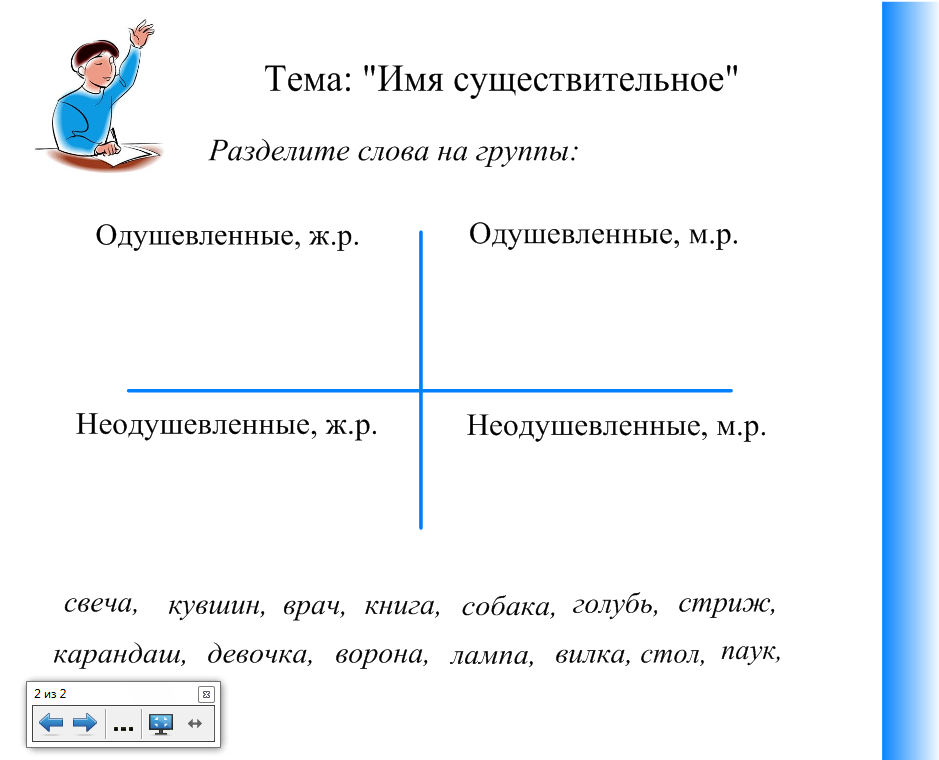 Тема: "Имя существительное"
Разделите слова на группы:
Одушевленные, ж.р.
Одушевленные, м.р.
Неодушевленные, ж.р.
Неодушевленные, м.р.
свеча, кувшин, врач, книга, собака, голубь, стриж,
карандаш, девочка, ворона, лампа, вилка, стол, паук,
2 из 2
...